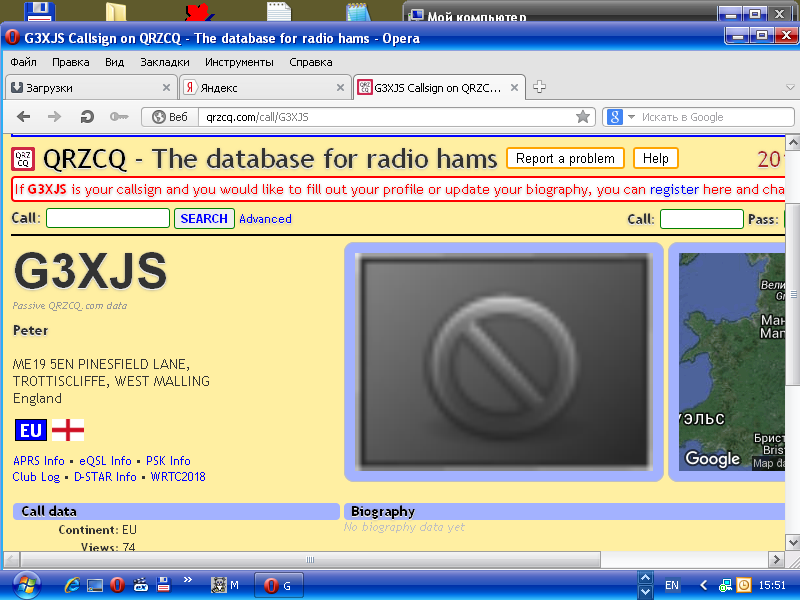 Мой компьютер
G3XJS Callsign on QRZCQ - The database for radio hams - Opera
Файл Правка Вид Закладки Инструменты Справка
Загрузки
Яндекс
G3XJS Callsign on QRZC...
Веб
qrzcq.com/call/G3XJS
Искать в Google
QRZ CQ
QRZCQ - The database for radio hams
Report a problem
Help
20
If G3XJS is your callsign and you would like to fill out your profile or update your biography, you can register here and cha
Call:
SEARCH
Advanced
Call:
Pass:
G3XJS
Passive QRZCQ.com data
Peter
ME19 5EN PINESFIELD LANE,
TROTTISCLIFFE, WEST MALLING
England
EU
APRS Info • eQSL Info • PSK Info
Club Log • D-STAR Info • WRTC2018
Вели
Ман
Man
УЭЛЬС
Брист
Brist
Google
Map da
Call data
Continent: EU
Views: 74
Biography
No biography data yet
M
G
EN
15:51